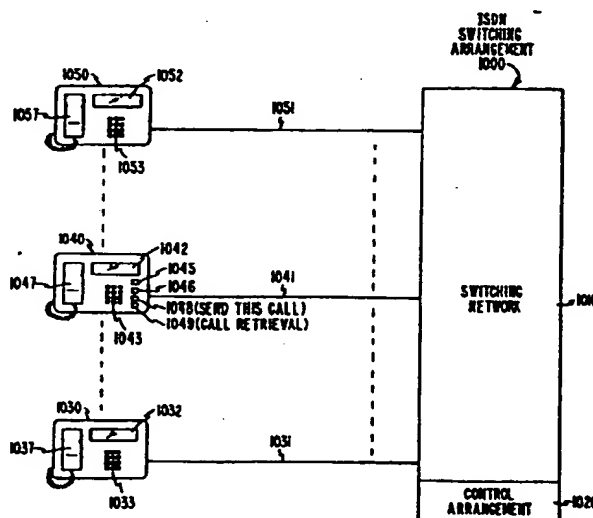 ISDN
SWITCHING
ARRANGEMENT
1000
1050
1052
1057
1051
1053
1040
1042
1045
1047
1046
1041
1048(SEND THIS CALL)
1049(CALL RETRIEVAL)
1043
SWITCHING
NETWORK
1030
1032
1037
1031
1033
CONTROL
ARRANGEMENT